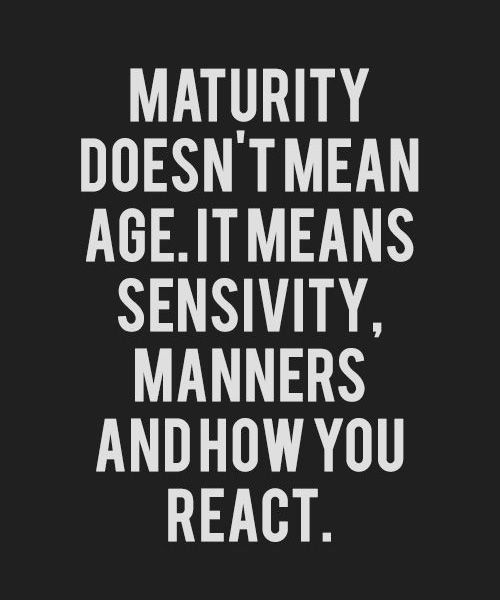 MATURITY
DOESN'T MEAN
AGE. IT MEANS
SENSIVITY,
MANNERS
AND HOW YOU
REACT.